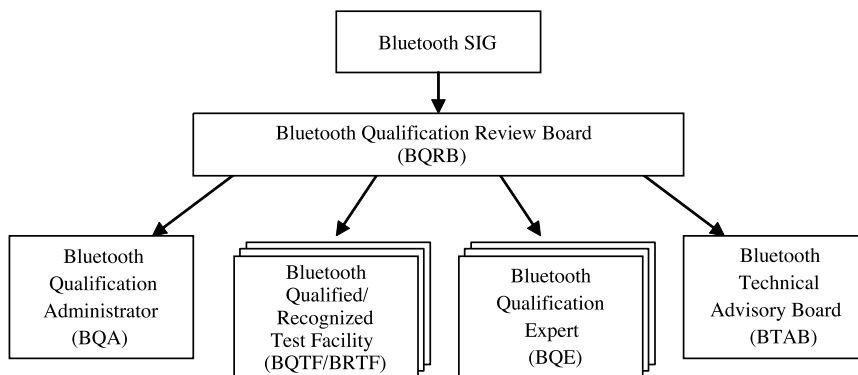 Bluetooth SIG
Bluetooth Qualification Review Board
(BQRB)
Bluetooth
Qualification
Administrator
(BQA)
Bluetooth
Qualified/
Recognized
Test Facility
(BQTF/BRTF)
Bluetooth
Qualification
Expert
(BQE)
Bluetooth
Technical
Advisory Board
(BTAB)